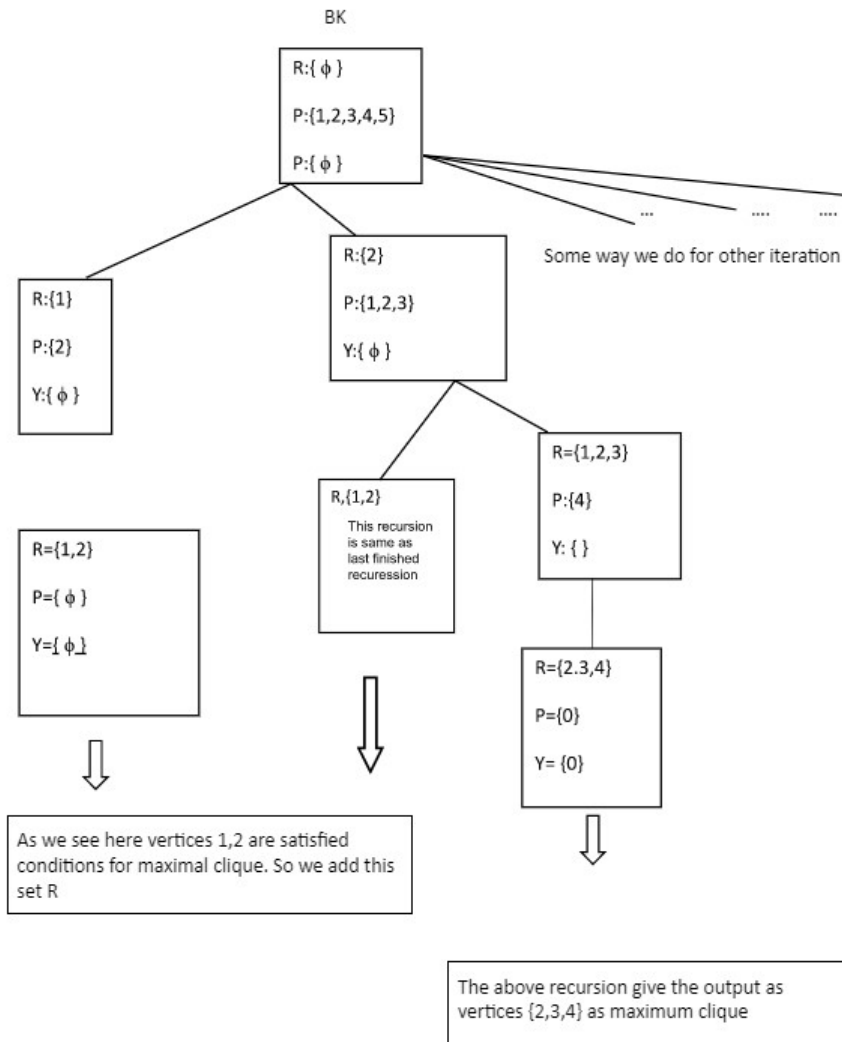 BK
R:{ ϕ }
P:{1,2,3,4,5}
P:{ ϕ }
... .... ....
Some way we do for other iteration
R:{1}
P:{2}
Y:{ ϕ }
R:{2}
P:{1,2,3}
Y:{ ϕ }
R={1,2}
P={ ϕ }
Y={ ϕ }
R,{1,2}
This recursion
is same as
last finished
recuression
R={1,2,3}
P:{4}
Y: { }
R={2.3,4}
P={0}
Y= {0}
As we see here vertices 1,2 are satisfied
conditions for maximal clique. So we add this
set R
The above recursion give the output as
vertices {2,3,4} as maximum clique